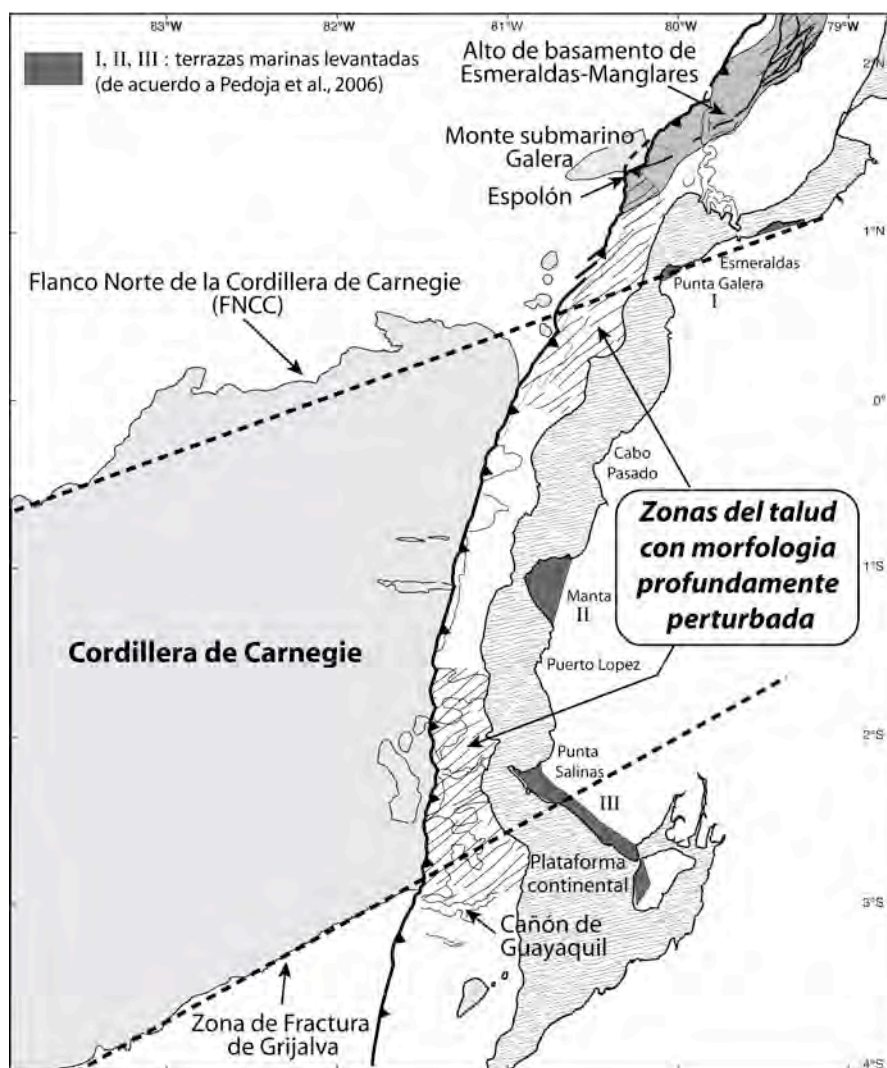 83°W
82°W
81°W
80°W
79°W
I, II, III : terrazas marinas levantadas
(de acuerdo a Pedoja et al., 2006)
Alto de basamento de
Esmeraldas-Manglares
2°N
Monte submarino
Galera
Espolón
1°N
Esmeraldas
Punta Galera
I
Flanco Norte de la Cordillera de Carnegie
(FNCC)
0°
Cabo
Pasado
Zonas del talud
con morfologia
profundamente
perturbada
1°S
Manta
II
Cordillera de Carnegie
Puerto Lopez
2°S
Punta
Salinas
III
Plataforma
continental
3°S
Cañón de
Guayaquil
Zona de Fractura
de Grijalva
4°S